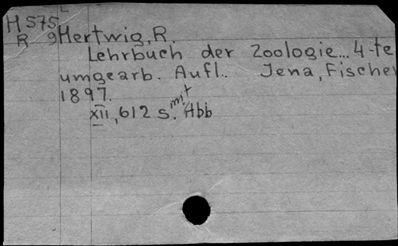 H 575
R 9 Hertwig, R.
Lehrbuch der Zoologie... 4-te
umgearb. Aufl.. Jena, Fischer
1897.
XII, 612 S. mit Abb